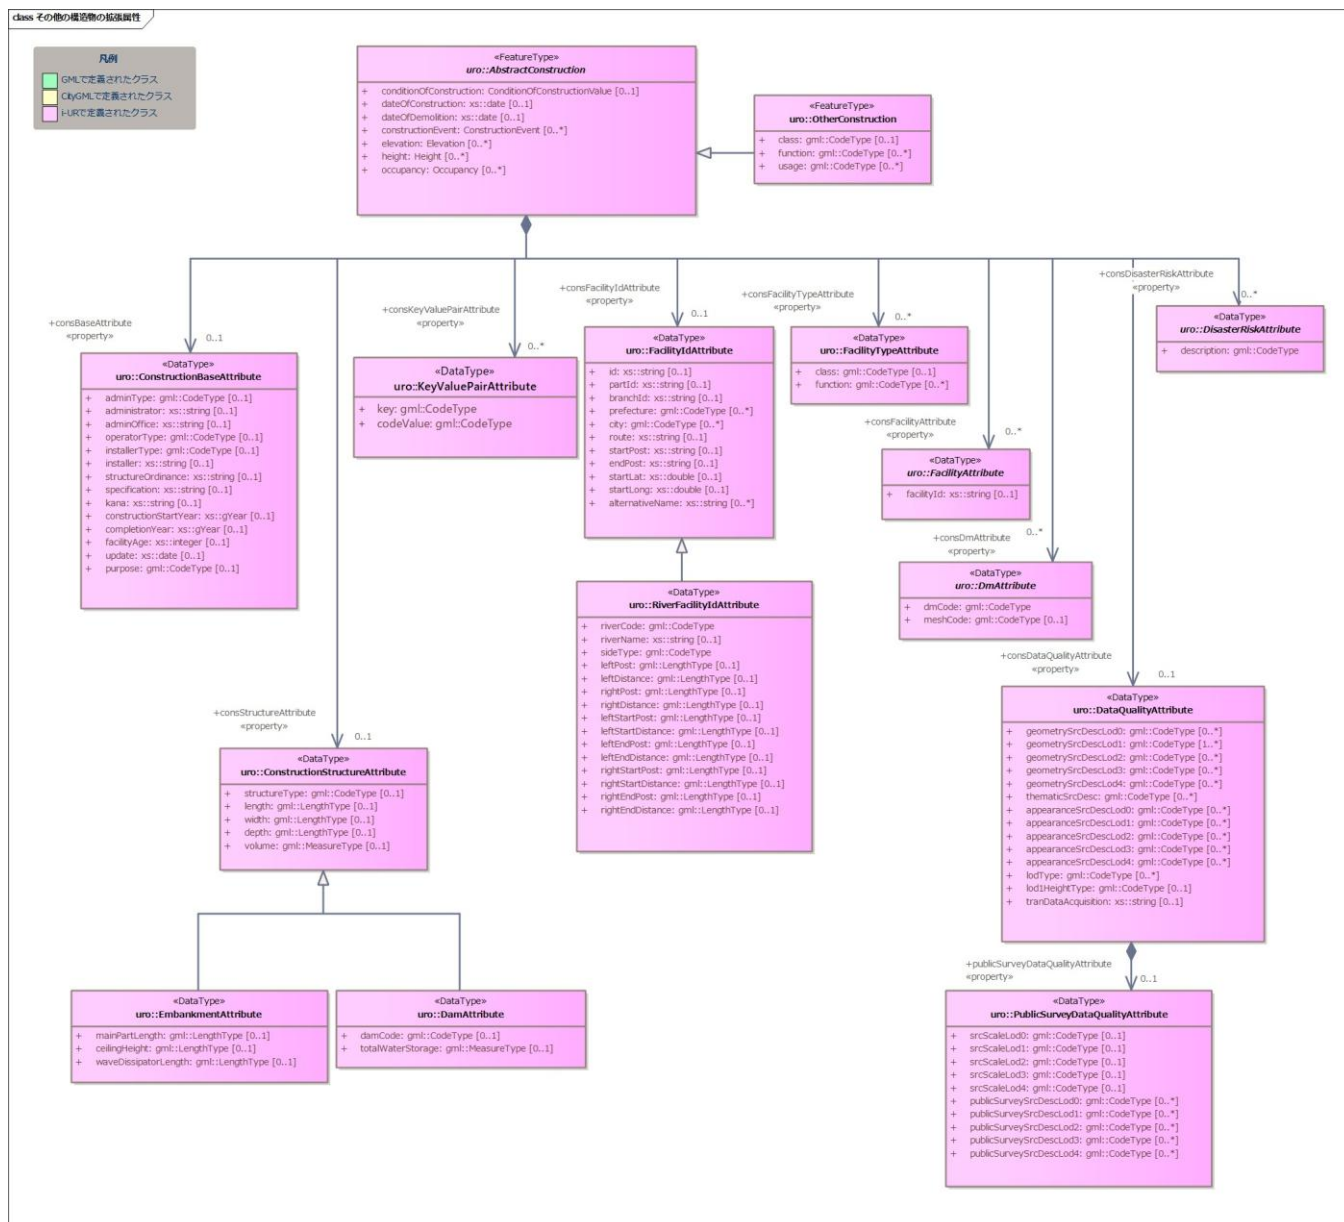 class その他の構造物の拡張属性
凡例
GMLで定義されたクラス
CityGMLで定義されたクラス
i-URで定義されたクラス
«FeatureType»
uro::AbstractConstruction
+ conditionOfConstruction: ConditionOfConstructionValue [0..1]
+ dateOfConstruction: xs::date [0..1]
+ dateOfDemolition: xs::date [0..1]
+ constructionEvent: ConstructionEvent [0..*]
+ elevation: Elevation [0..*]
+ height: Height [0..*]
+ occupancy: Occupancy [0..*]
«FeatureType»
uro::OtherConstruction
+ class: gml::CodeType [0..1]
+ function: gml::CodeType [0..*]
+ usage: gml::CodeType [0..*]
+consBaseAttribute
«property»
0..1
«DataType»
uro::ConstructionBaseAttribute
+ adminType: gml::CodeType [0..1]
+ administrator: xs::string [0..1]
+ adminOffice: xs::string [0..1]
+ operatorType: gml::CodeType [0..1]
+ installerType: gml::CodeType [0..1]
+ installer: xs::string [0..1]
+ structureOrdinance: xs::string [0..1]
+ specification: xs::string [0..1]
+ kana: xs::string [0..1]
+ constructionStartYear: xs::gYear [0..1]
+ completionYear: xs::gYear [0..1]
+ facilityAge: xs::integer [0..1]
+ update: xs::date [0..1]
+ purpose: gml::CodeType [0..1]
+consKeyValuePairAttribute
«property»
0..*
«DataType»
uro::KeyValuePairAttribute
+ key: gml::CodeType
+ codeValue: gml::CodeType
+consFacilityIdAttribute
«property»
0..1
«DataType»
uro::FacilityIdAttribute
+ id: xs::string [0..1]
+ partId: xs::string [0..1]
+ branchId: xs::string [0..1]
+ prefecture: gml::CodeType [0..*]
+ city: gml::CodeType [0..*]
+ route: xs::string [0..1]
+ startPost: xs::string [0..1]
+ endPost: xs::string [0..1]
+ startLat: xs::double [0..1]
+ startLong: xs::double [0..1]
+ alternativeName: xs::string [0..*]
+consFacilityTypeAttribute
«property»
0..*
«DataType»
uro::FacilityTypeAttribute
+ class: gml::CodeType [0..1]
+ function: gml::CodeType [0..*]
+consDisasterRiskAttribute
«property»
0..*
«DataType»
uro::DisasterRiskAttribute
+ description: gml::CodeType
+consFacilityAttribute
«property»
0..*
«DataType»
uro::FacilityAttribute
+ facilityId: xs::string [0..1]
+consDmAttribute
«property»
0..*
«DataType»
uro::DmAttribute
+ dmCode: gml::CodeType
+ meshCode: gml::CodeType [0..1]
«DataType»
uro::RiverFacilityIdAttribute
+ riverCode: gml::CodeType
+ riverName: xs::string [0..1]
+ sideType: gml::CodeType
+ leftPost: gml::LengthType [0..1]
+ leftDistance: gml::LengthType [0..1]
+ rightPost: gml::LengthType [0..1]
+ rightDistance: gml::LengthType [0..1]
+ leftStartPost: gml::LengthType [0..1]
+ leftStartDistance: gml::LengthType [0..1]
+ leftEndPost: gml::LengthType [0..1]
+ leftEndDistance: gml::LengthType [0..1]
+ rightStartPost: gml::LengthType [0..1]
+ rightStartDistance: gml::LengthType [0..1]
+ rightEndPost: gml::LengthType [0..1]
+ rightEndDistance: gml::LengthType [0..1]
+consDataQualityAttribute
«property»
0..1
«DataType»
uro::DataQualityAttribute
+ geometrySrcDescLod0: gml::CodeType [0..*]
+ geometrySrcDescLod1: gml::CodeType [1..*]
+ geometrySrcDescLod2: gml::CodeType [0..*]
+ geometrySrcDescLod3: gml::CodeType [0..*]
+ geometrySrcDescLod4: gml::CodeType [0..*]
+ thematicSrcDesc: gml::CodeType [0..*]
+ appearanceSrcDescLod0: gml::CodeType [0..*]
+ appearanceSrcDescLod1: gml::CodeType [0..*]
+ appearanceSrcDescLod2: gml::CodeType [0..*]
+ appearanceSrcDescLod3: gml::CodeType [0..*]
+ appearanceSrcDescLod4: gml::CodeType [0..*]
+ lodType: gml::CodeType [0..*]
+ lod1HeightType: gml::CodeType [0..1]
+ tranDataAcquisition: xs::string [0..1]
+consStructureAttribute
«property»
0..1
«DataType»
uro::ConstructionStructureAttribute
+ structureType: gml::CodeType [0..1]
+ length: gml::LengthType [0..1]
+ width: gml::LengthType [0..1]
+ depth: gml::LengthType [0..1]
+ volume: gml::MeasureType [0..1]
«DataType»
uro::EmbankmentAttribute
+ mainPartLength: gml::LengthType [0..1]
+ ceilingHeight: gml::LengthType [0..1]
+ waveDissipatorLength: gml::LengthType [0..1]
«DataType»
uro::DamAttribute
+ damCode: gml::CodeType [0..1]
+ totalWaterStorage: gml::MeasureType [0..1]
+publicSurveyDataQualityAttribute
«property»
0..1
«DataType»
uro::PublicSurveyDataQualityAttribute
+ srcScaleLod0: gml::CodeType [0..1]
+ srcScaleLod1: gml::CodeType [0..1]
+ srcScaleLod2: gml::CodeType [0..1]
+ srcScaleLod3: gml::CodeType [0..1]
+ srcScaleLod4: gml::CodeType [0..1]
+ publicSurveySrcDescLod0: gml::CodeType [0..*]
+ publicSurveySrcDescLod1: gml::CodeType [0..*]
+ publicSurveySrcDescLod2: gml::CodeType [0..*]
+ publicSurveySrcDescLod3: gml::CodeType [0..*]
+ publicSurveySrcDescLod4: gml::CodeType [0..*]